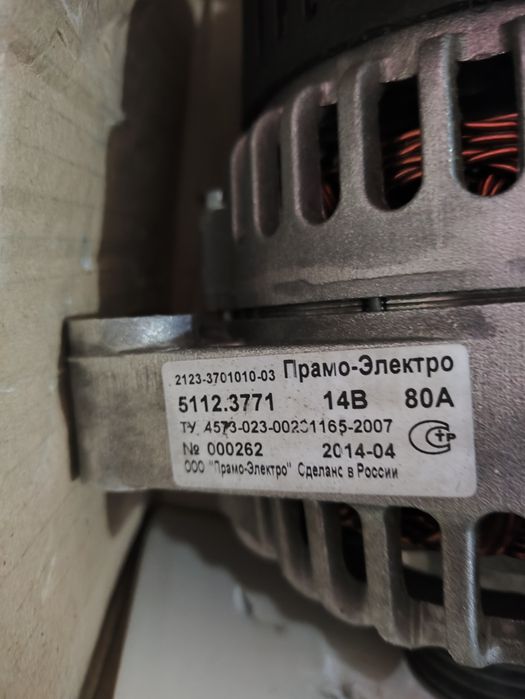 2123-3701010-03 Прамо-Электро
5112.3771 14В 80А
ТУ 4573-023-00231165-2007
№ 000262 2014-04
ООО "Прамо-Электро" Сделано в России